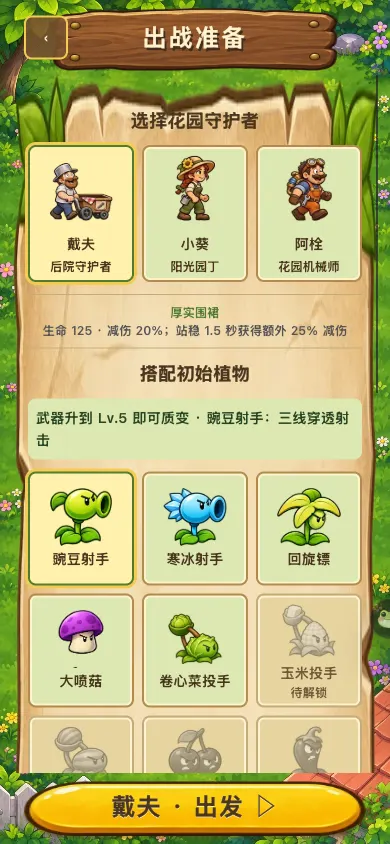 ‹
出战准备
选择花园守护者
戴夫
后院守护者
小葵
阳光园丁
阿栓
花园机械师
厚实围裙
生命 125 · 减伤 20%；站稳 1.5 秒获得额外 25% 减伤
搭配初始植物
武器升到 Lv.5 即可质变 · 豌豆射手：三线穿透射
击
豌豆射手
寒冰射手
回旋镖
大喷菇
卷心菜投手
玉米投手
待解锁
戴夫 · 出发 ▷